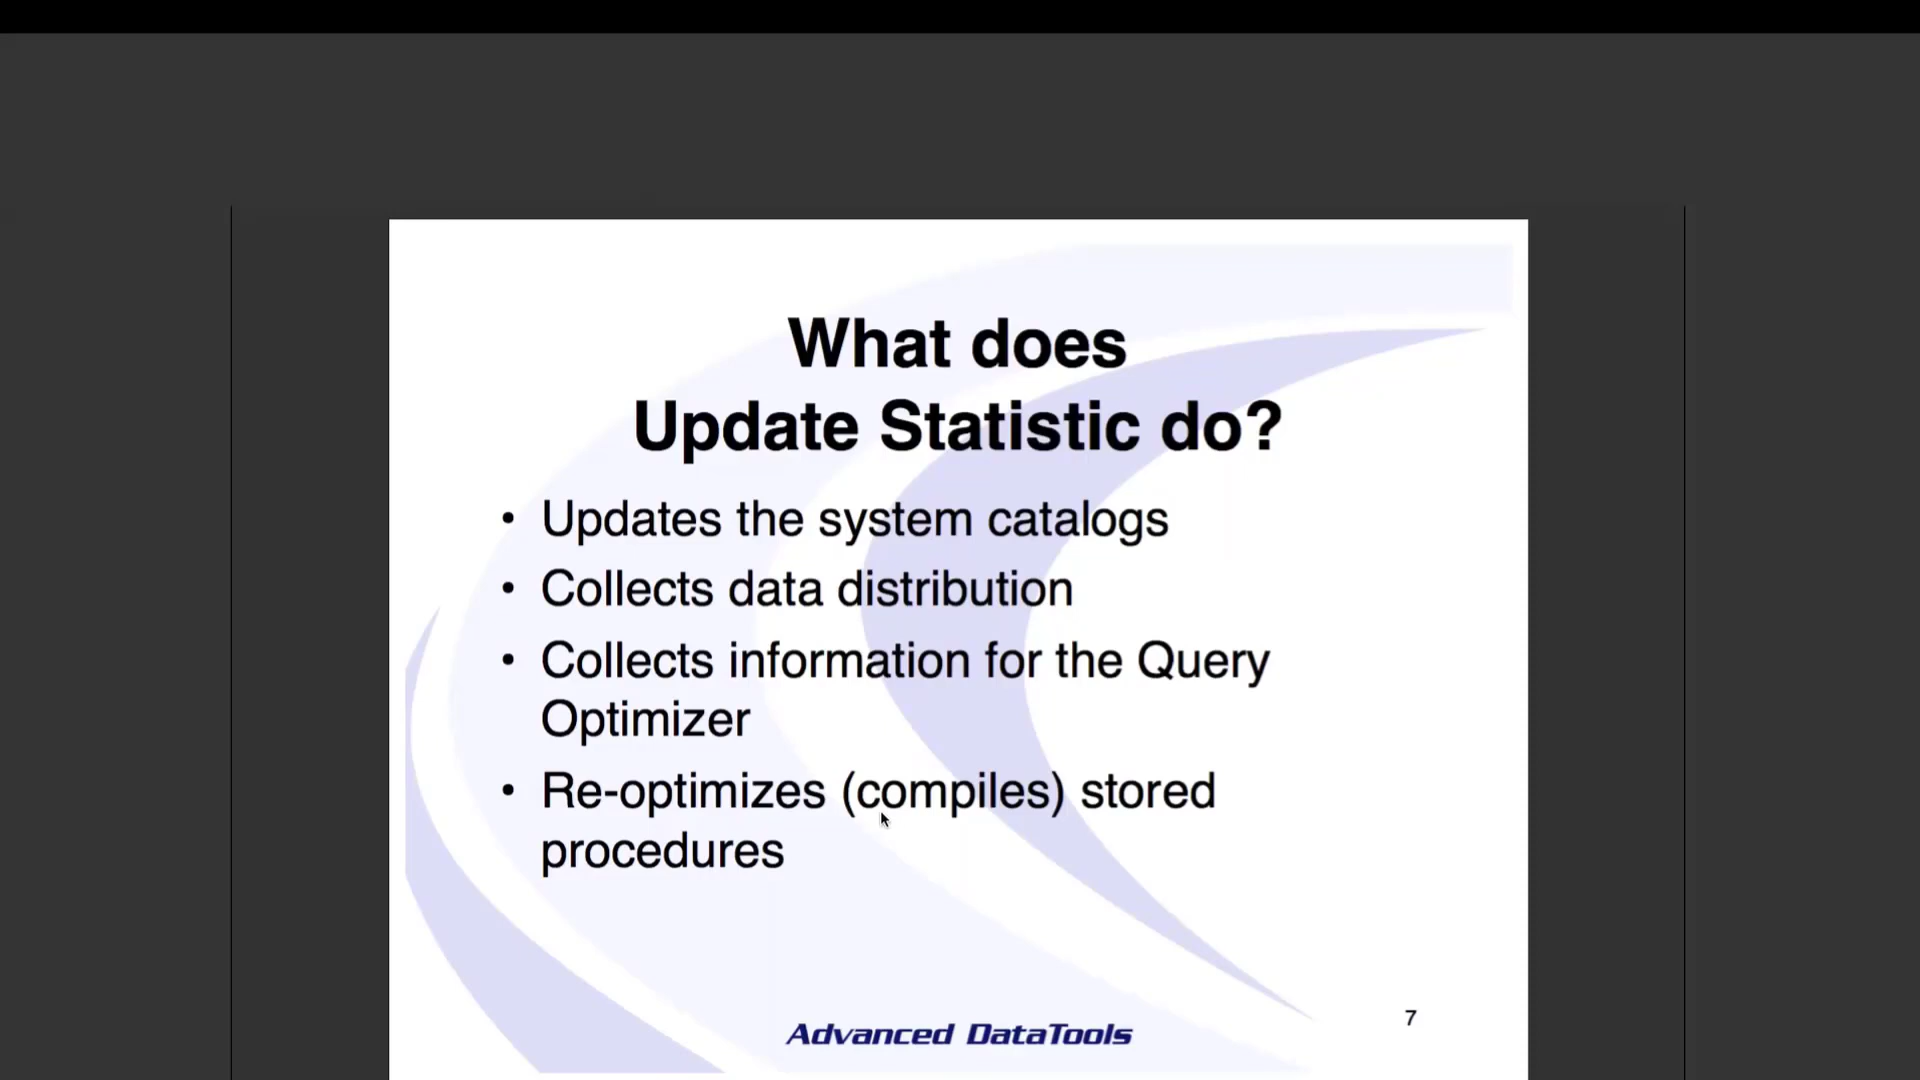 What does
Update Statistic do?
• Updates the system catalogs
• Collects data distribution
• Collects information for the Query
Optimizer
• Re-optimizes (compiles) stored
procedures
Advanced DataTools
7